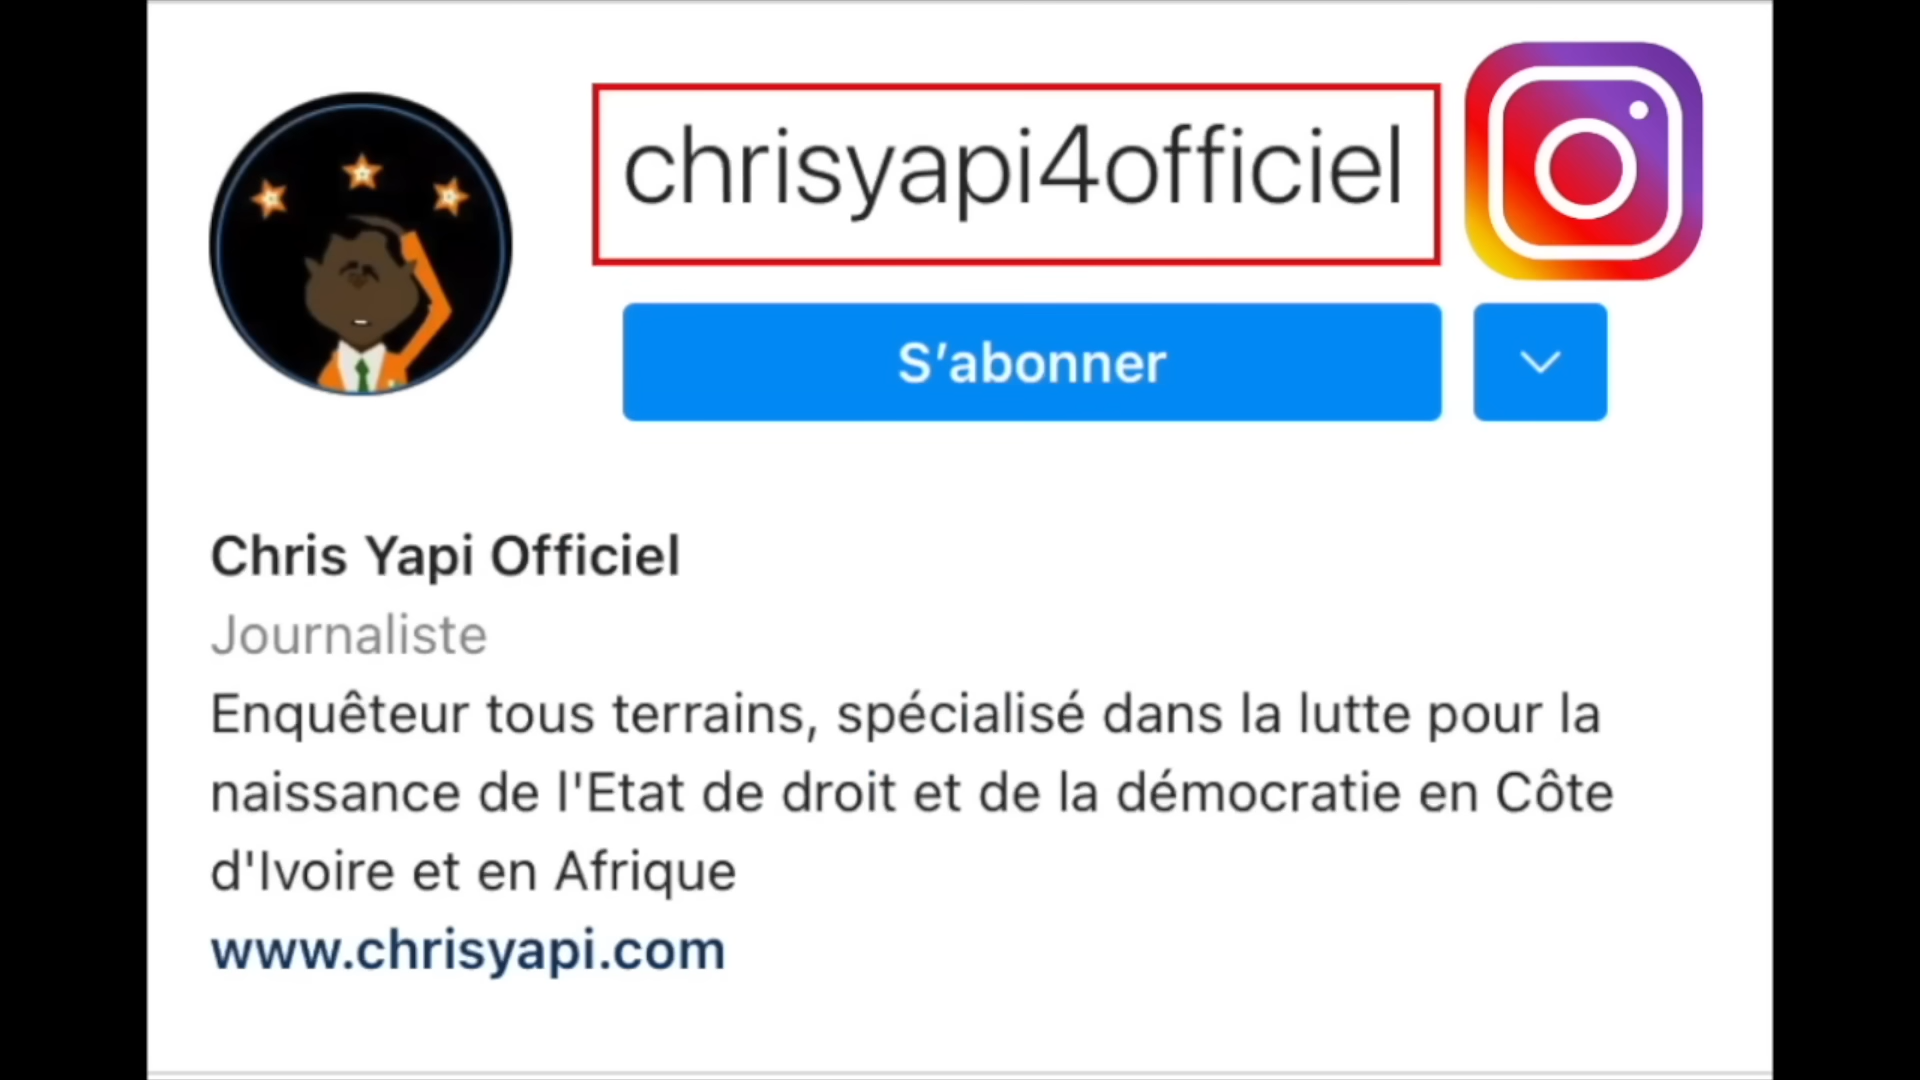 chrisyapi4officiel
S’abonner
Chris Yapi Officiel
Journaliste
Enquêteur tous terrains, spécialisé dans la lutte pour la
naissance de l'Etat de droit et de la démocratie en Côte
d'Ivoire et en Afrique
www.chrisyapi.com